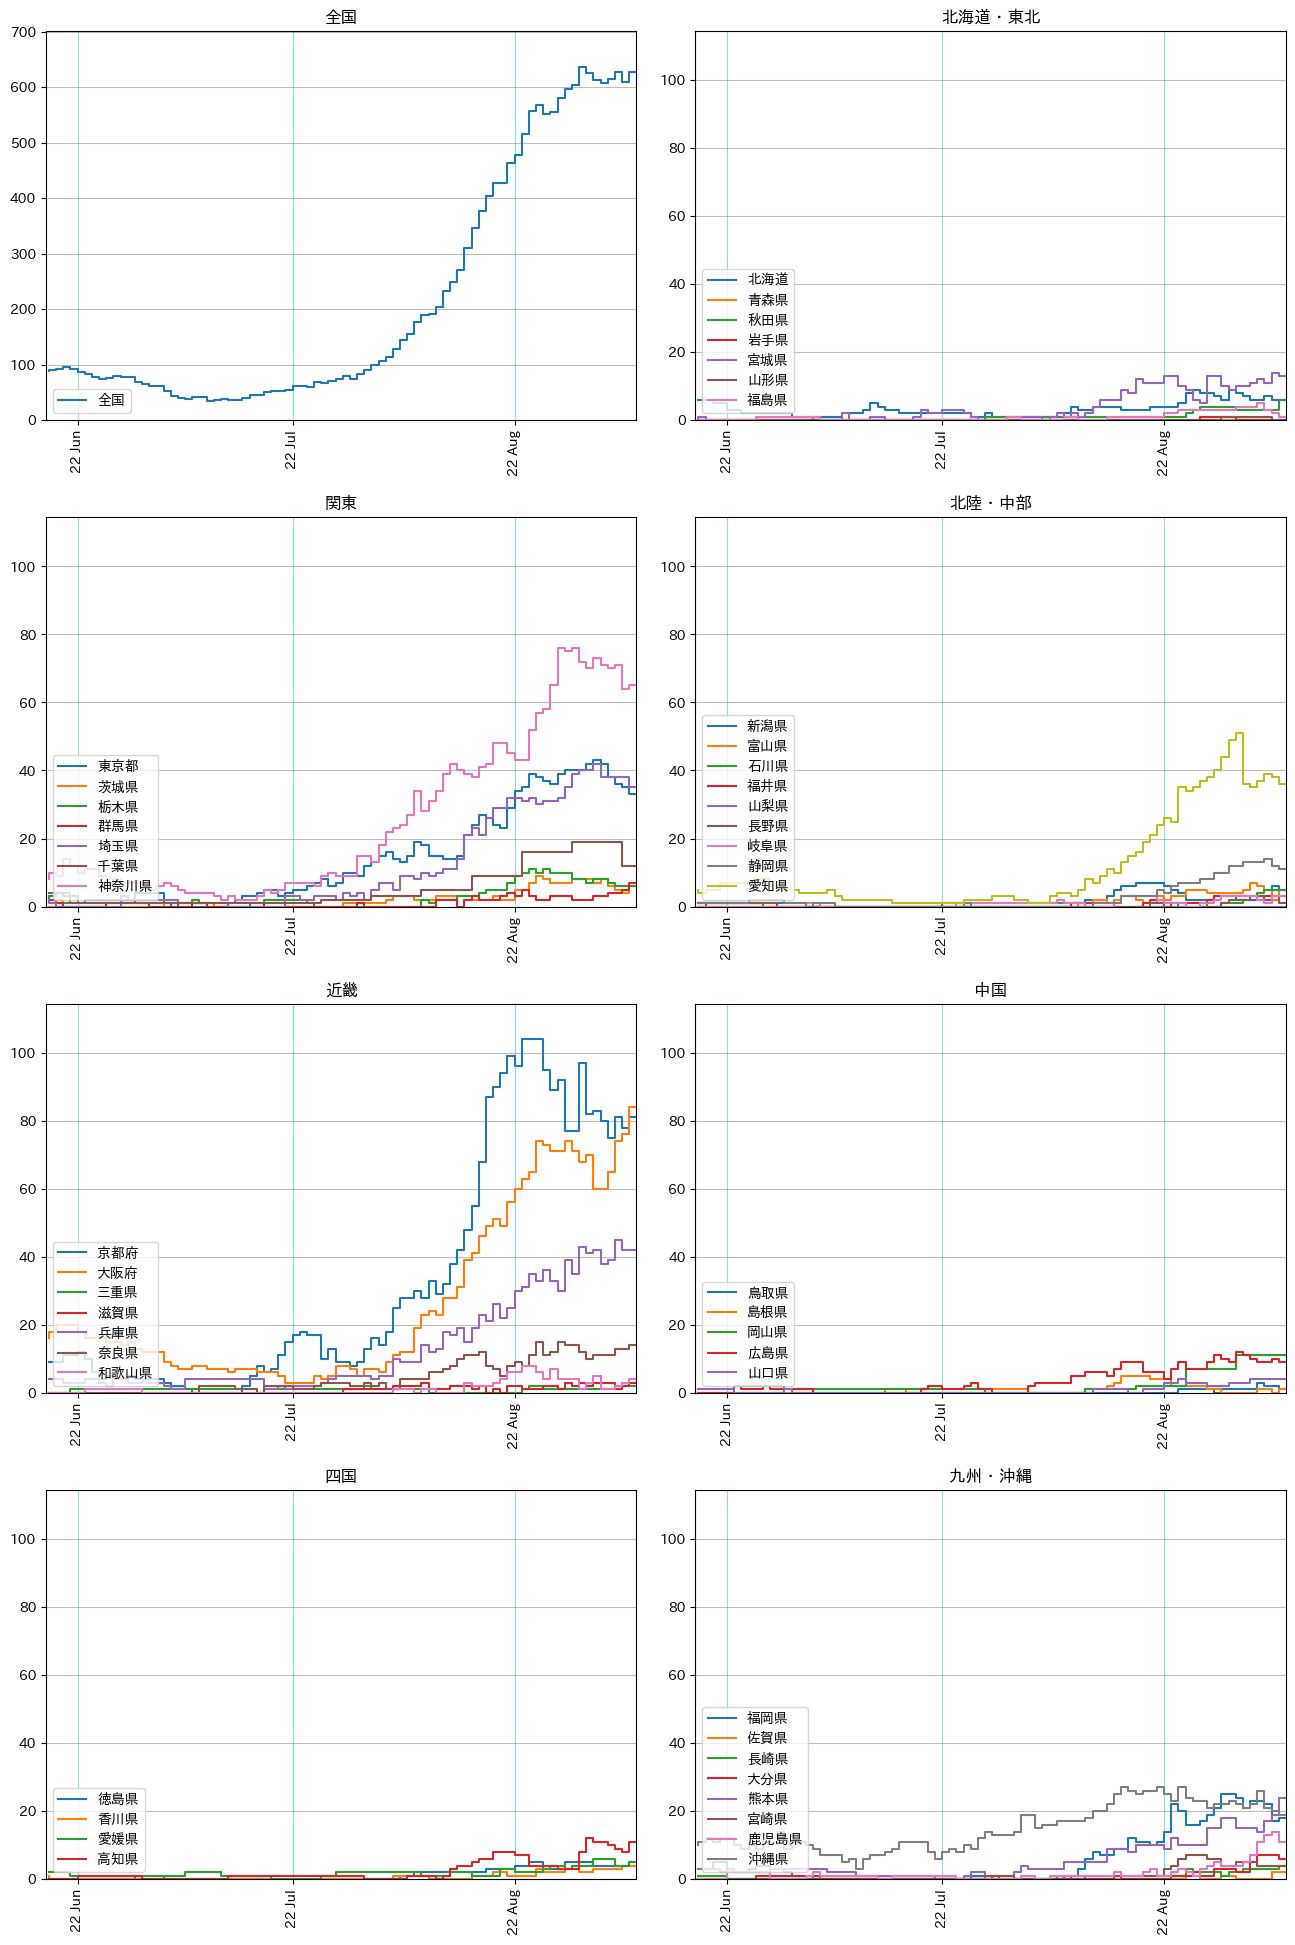 全国
700
600
500
400
300
200
100
0
全国
22 Jun
22 Jul
22 Aug
北海道・東北
100
80
60
40
20
0
北海道
青森県
秋田県
岩手県
宮城県
山形県
福島県
22 Jun
22 Jul
22 Aug
関東
100
80
60
40
20
0
東京都
茨城県
栃木県
群馬県
埼玉県
千葉県
神奈川県
22 Jun
22 Jul
22 Aug
北陸・中部
100
80
60
40
20
0
新潟県
富山県
石川県
福井県
山梨県
長野県
岐阜県
静岡県
愛知県
22 Jun
22 Jul
22 Aug
近畿
100
80
60
40
20
0
京都府
大阪府
三重県
滋賀県
兵庫県
奈良県
和歌山県
22 Jun
22 Jul
22 Aug
中国
100
80
60
40
20
0
鳥取県
島根県
岡山県
広島県
山口県
22 Jun
22 Jul
22 Aug
四国
100
80
60
40
20
0
徳島県
香川県
愛媛県
高知県
22 Jun
22 Jul
22 Aug
九州・沖縄
100
80
60
40
20
0
福岡県
佐賀県
長崎県
大分県
熊本県
宮崎県
鹿児島県
沖縄県
22 Jun
22 Jul
22 Aug